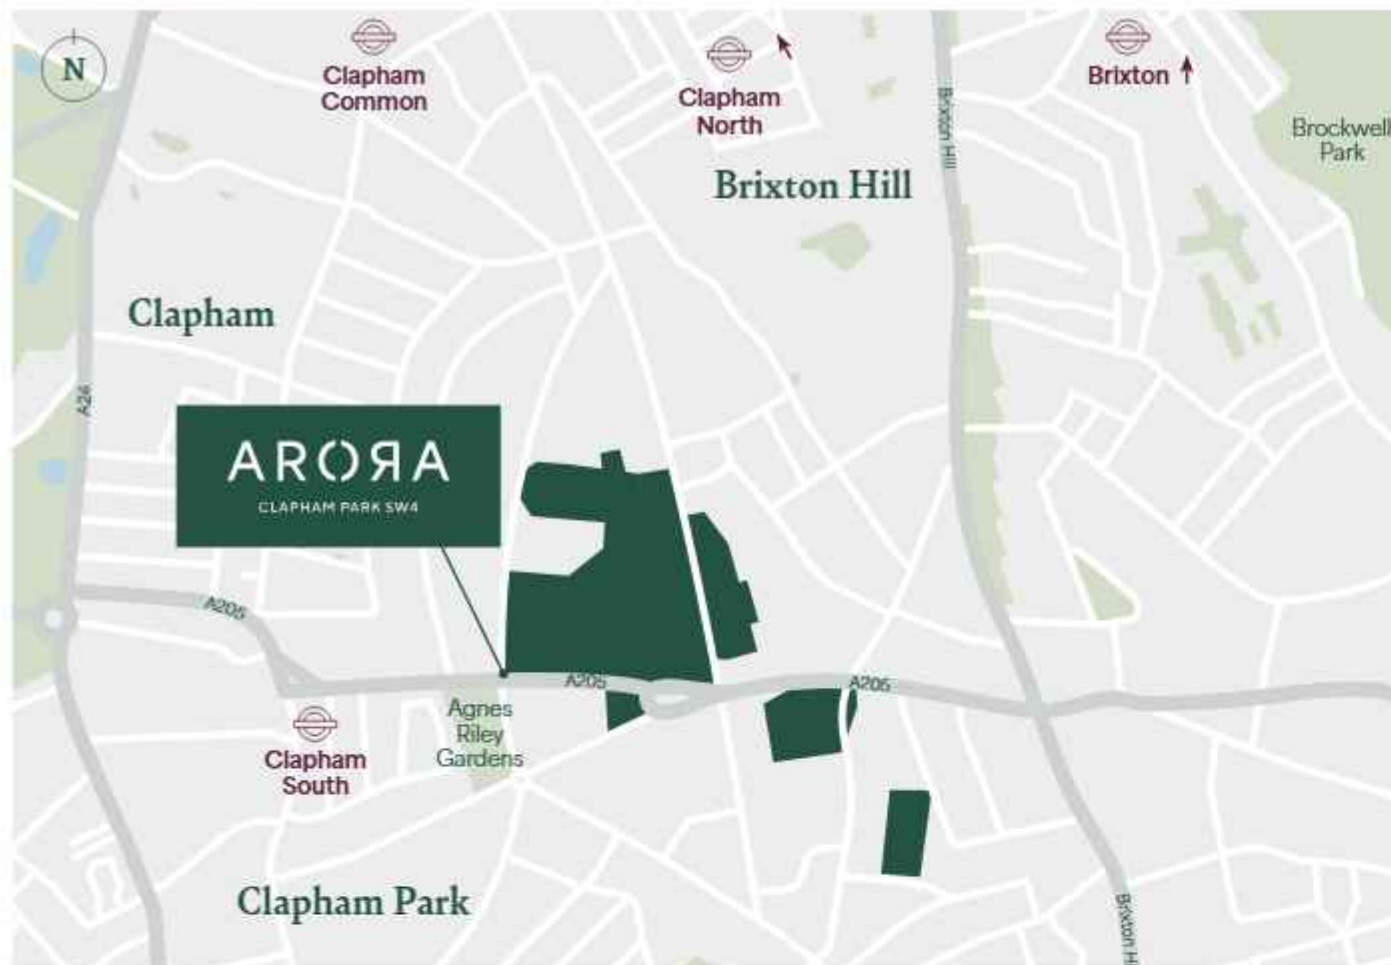 N
Clapham
Common
Clapham
North
Brixton
Brockwell
Park
Brixton Hill
Brixton Hill
Clapham
A24
ARORA
CLAPHAM PARK SW4
A205
A205
A205
Agnes
Riley
Gardens
Clapham
South
Clapham Park
Brixton H